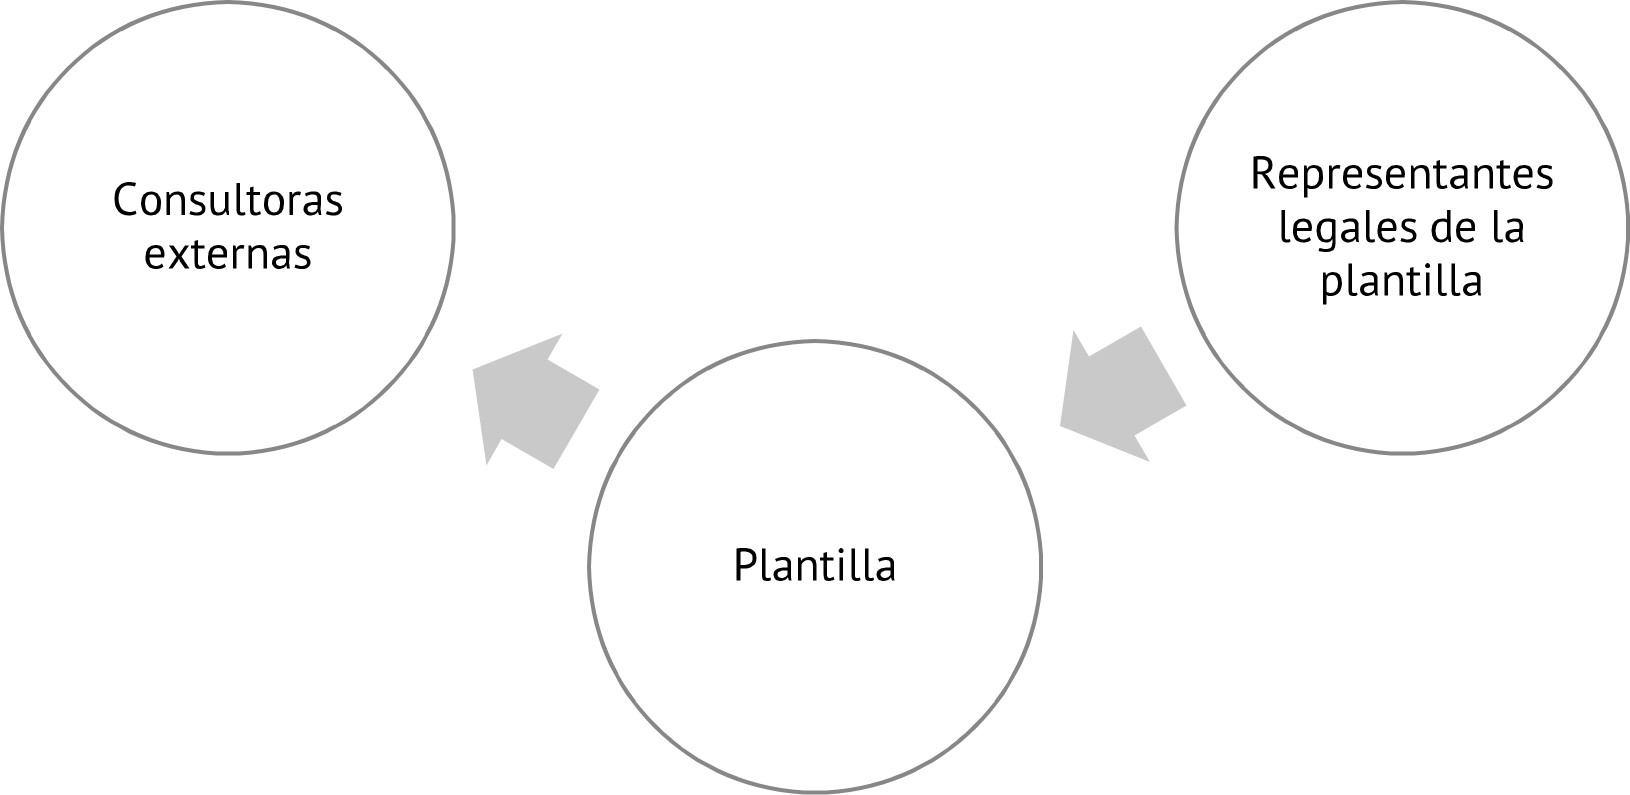 Consultoras
externas
Representantes
legales de la
plantilla
Plantilla